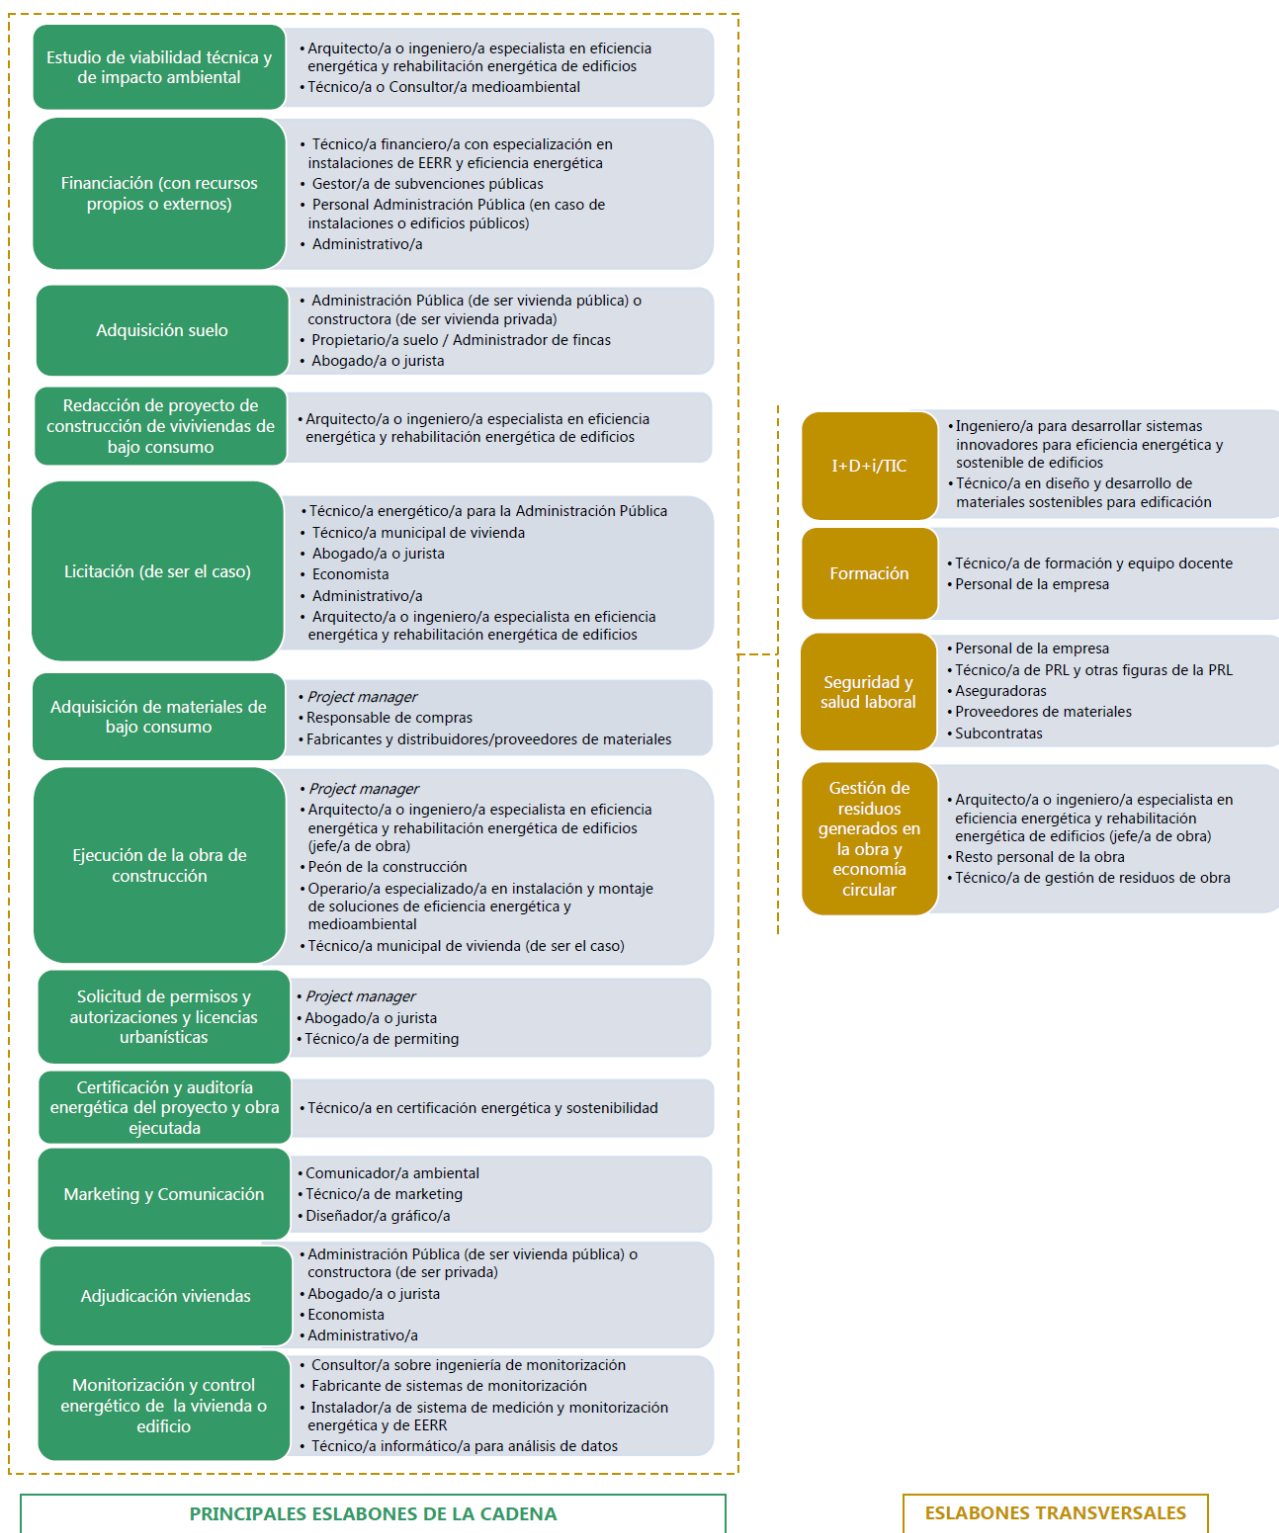 Estudio de viabilidad técnica y
de impacto ambiental
• Arquitecto/a o ingeniero/a especialista en eficiencia
energética y rehabilitación energética de edificios
• Técnico/a o Consultor/a medioambiental
Financiación (con recursos
propios o externos)
• Técnico/a financiero/a con especialización en
instalaciones de EERR y eficiencia energética
• Gestor/a de subvenciones públicas
• Personal Administración Pública (en caso de
instalaciones o edificios públicos)
• Administrativo/a
Adquisición suelo
• Administración Pública (de ser vivienda pública) o
constructora (de ser vivienda privada)
• Propietario/a suelo / Administrador de fincas
• Abogado/a o jurista
Redacción de proyecto de
construcción de viviviendas de
bajo consumo
• Arquitecto/a o ingeniero/a especialista en eficiencia
energética y rehabilitación energética de edificios
Licitación (de ser el caso)
• Técnico/a energético/a para la Administración Pública
• Técnico/a municipal de vivienda
• Abogado/a o jurista
• Economista
• Administrativo/a
• Arquitecto/a o ingeniero/a especialista en eficiencia
energética y rehabilitación energética de edificios
Adquisición de materiales de
bajo consumo
• Project manager
• Responsable de compras
• Fabricantes y distribuidores/proveedores de materiales
Ejecución de la obra de
construcción
• Project manager
• Arquitecto/a o ingeniero/a especialista en eficiencia
energética y rehabilitación energética de edificios
(jefe/a de obra)
• Peón de la construcción
• Operario/a especializado/a en instalación y montaje
de soluciones de eficiencia energética y
medioambiental
• Técnico/a municipal de vivienda (de ser el caso)
Solicitud de permisos y
autorizaciones y licencias
urbanísticas
• Project manager
• Abogado/a o jurista
• Técnico/a de permiting
Certificación y auditoría
energética del proyecto y obra
ejecutada
• Técnico/a en certificación energética y sostenibilidad
Marketing y Comunicación
• Comunicador/a ambiental
• Técnico/a de marketing
• Diseñador/a gráfico/a
Adjudicación viviendas
• Administración Pública (de ser vivienda pública) o
constructora (de ser privada)
• Abogado/a o jurista
• Economista
• Administrativo/a
Monitorización y control
energético de la vivienda o
edificio
• Consultor/a sobre ingeniería de monitorización
• Fabricante de sistemas de monitorización
• Instalador/a de sistema de medición y monitorización
energética y de EERR
• Técnico/a informático/a para análisis de datos
PRINCIPALES ESLABONES DE LA CADENA
I+D+i/TIC
• Ingeniero/a para desarrollar sistemas
innovadores para eficiencia energética y
sostenible de edificios
• Técnico/a en diseño y desarrollo de
materiales sostenibles para edificación
Formación
• Técnico/a de formación y equipo docente
• Personal de la empresa
Seguridad y
salud laboral
• Personal de la empresa
• Técnico/a de PRL y otras figuras de la PRL
• Aseguradoras
• Proveedores de materiales
• Subcontratas
Gestión de
residuos
generados en
la obra y
economía
circular
• Arquitecto/a o ingeniero/a especialista en
eficiencia energética y rehabilitación
energética de edificios (jefe/a de obra)
• Resto personal de la obra
• Técnico/a de gestión de residuos de obra
ESLABONES TRANSVERSALES